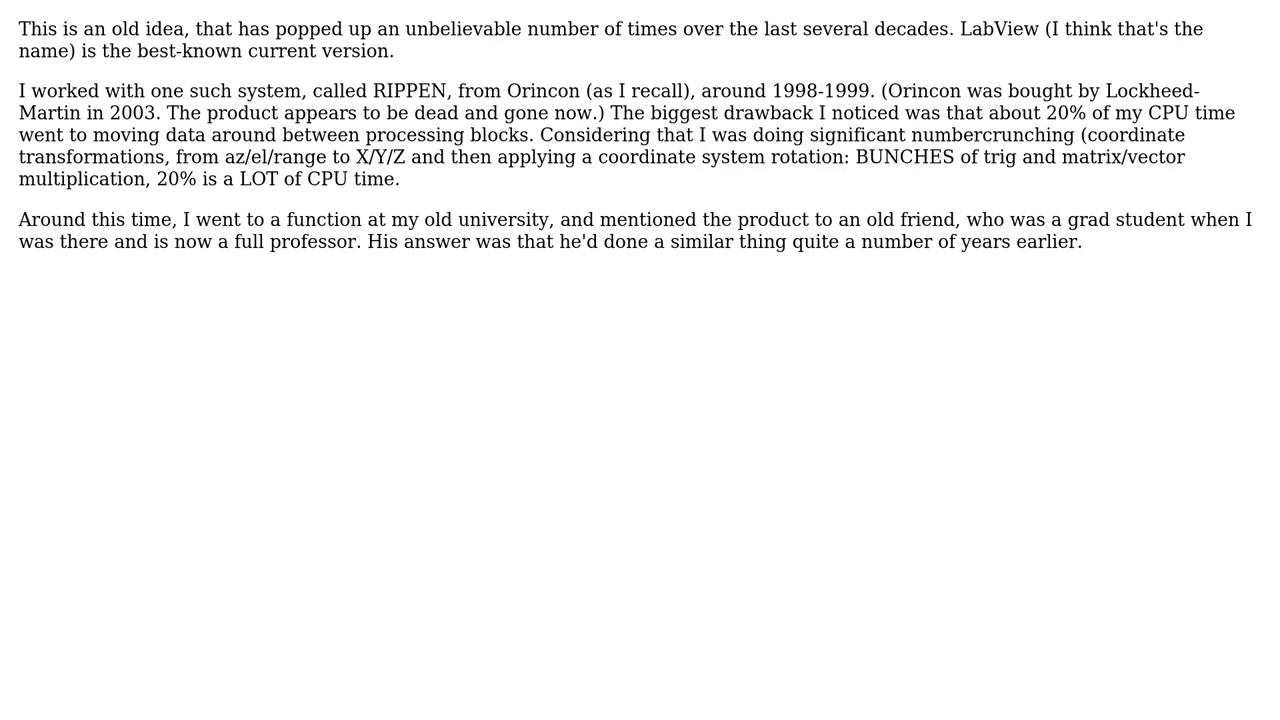 This is an old idea, that has popped up an unbelievable number of times over the last several decades. LabView (I think that's the
name) is the best-known current version.
I worked with one such system, called RIPPEN, from Orincon (as I recall), around 1998-1999. (Orincon was bought by Lockheed-
Martin in 2003. The product appears to be dead and gone now.) The biggest drawback I noticed was that about 20% of my CPU time
went to moving data around between processing blocks. Considering that I was doing significant numbercrunching (coordinate
transformations, from az/el/range to X/Y/Z and then applying a coordinate system rotation: BUNCHES of trig and matrix/vector
multiplication, 20% is a LOT of CPU time.
Around this time, I went to a function at my old university, and mentioned the product to an old friend, who was a grad student when I
was there and is now a full professor. His answer was that he'd done a similar thing quite a number of years earlier.